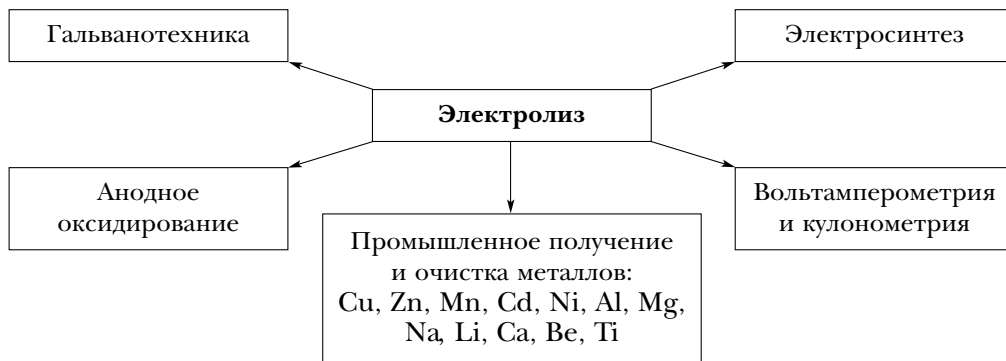 Гальванотехника
Электросинтез
Электролиз
Анодное
оксидирование
Вольтамперометрия
и кулонометрия
Промышленное получение
и очистка металлов:
Cu, Zn, Mn, Cd, Ni, Al, Mg,
Na, Li, Ca, Be, Ti